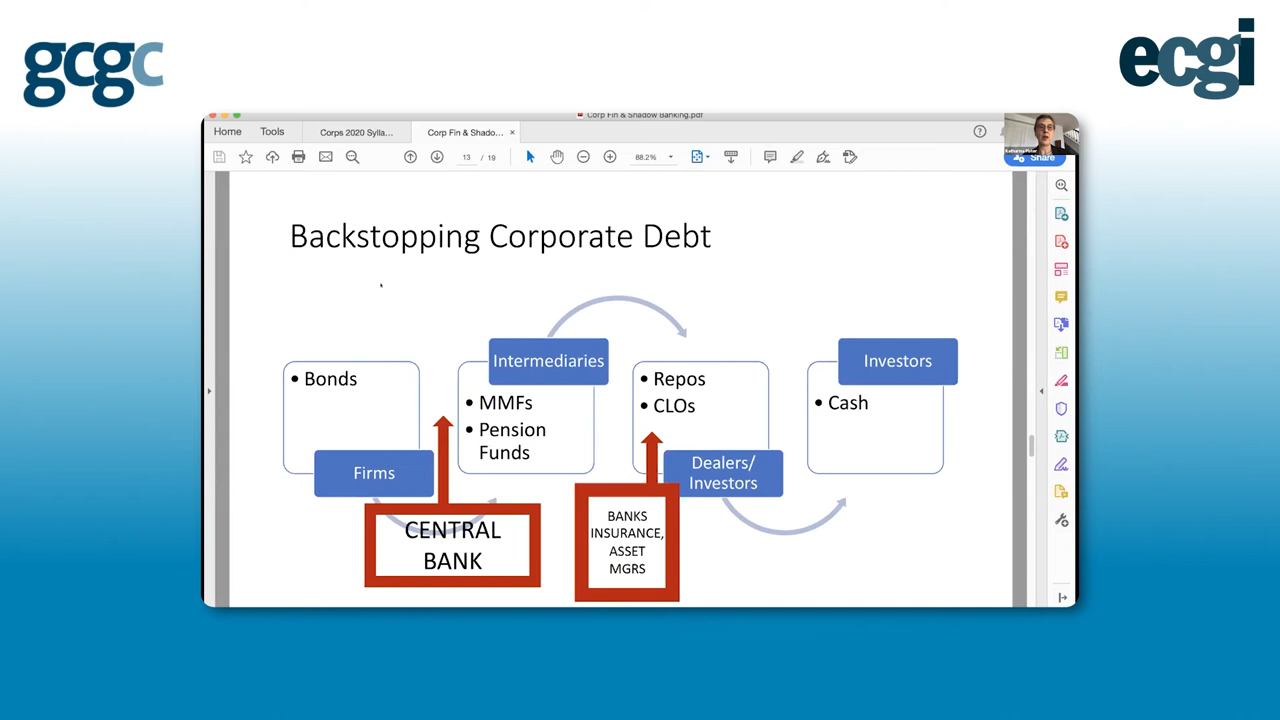 gcgc
ecgi
Corp Fin & Shadow Banking.pdf
Home
Tools
Corps 2020 Sylla...
Corp Fin & Shado...
13 / 19
88.2%
Share
Backstopping Corporate Debt
• Bonds
Firms
Intermediaries
• MMFs
• Pension
Funds
• Repos
• CLOs
Dealers/
Investors
Investors
• Cash
CENTRAL
BANK
BANKS
INSURANCE,
ASSET
MGRS